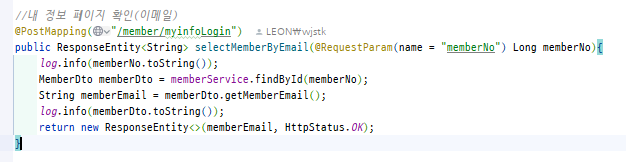 //내 정보 페이지 확인(이메일)
@PostMapping("/member/myinfoLogin") LEON₩wjstk
public ResponseEntity<String> selectMemberByEmail(@RequestParam(name = "memberNo") Long memberNo){
log.info(memberNo.toString());
MemberDto memberDto = memberService.findById(memberNo);
String memberEmail = memberDto.getMemberEmail();
log.info(memberDto.toString());
return new ResponseEntity<>(memberEmail, HttpStatus.OK);
}